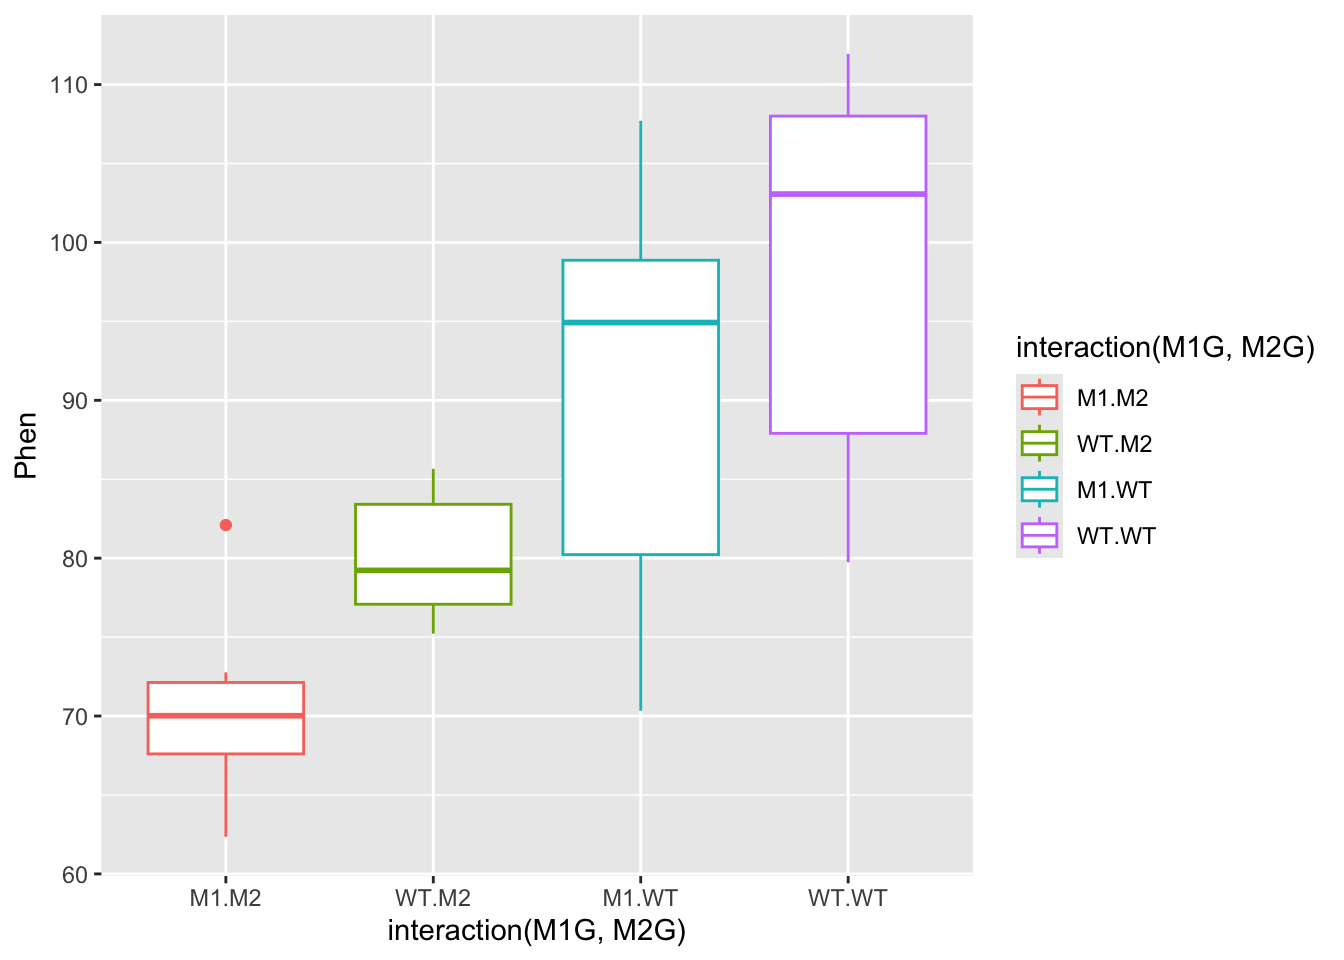 Phen
110
100
90
80
70
60
M1.M2
WT.M2
M1.WT
WT.WT
interaction(M1G, M2G)
interaction(M1G, M2G)
M1.M2
WT.M2
M1.WT
WT.WT